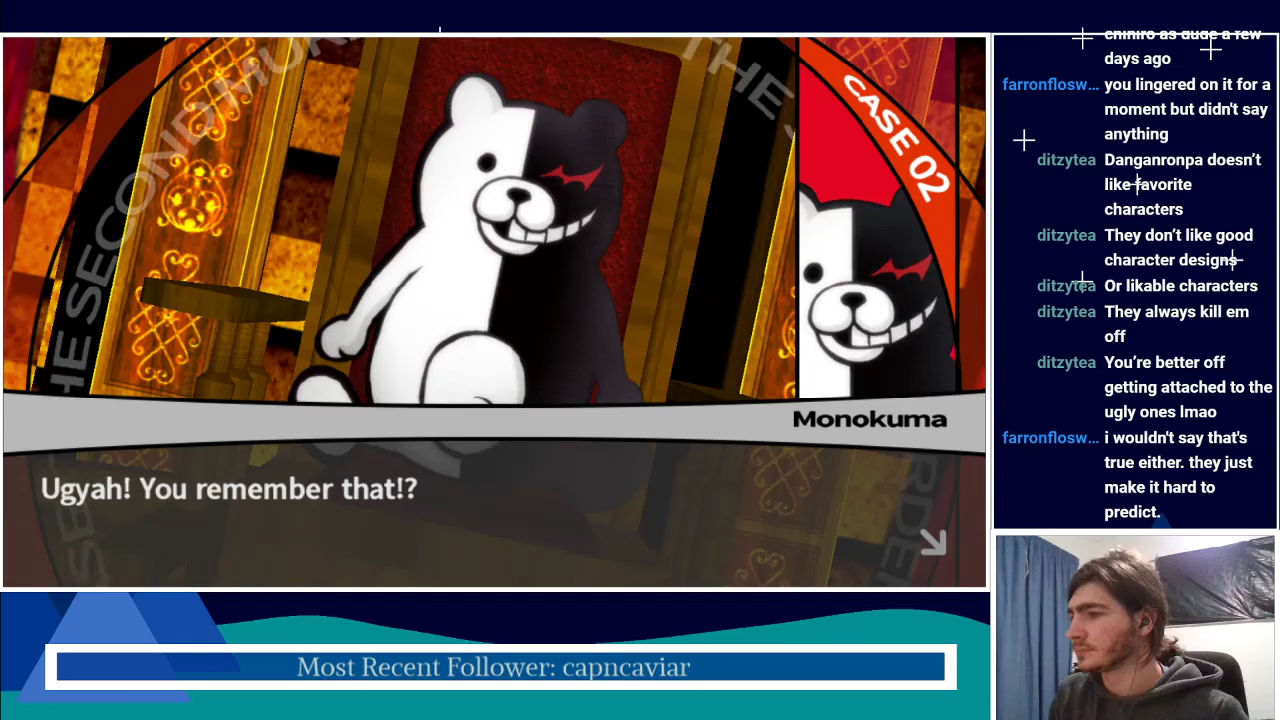 THE SECOND MUR
THE S
CASE 02
Monokuma
Ugyah! You remember that!?
Most Recent Follower: capncaviar
chihiro as dude a few
days ago
farronflosw… you lingered on it for a
moment but didn't say
anything
ditzytea Danganronpa doesn’t
like favorite
characters
ditzytea They don’t like good
character designs
ditzytea Or likable characters
ditzytea They always kill em
off
ditzytea You’re better off
getting attached to the
ugly ones lmao
farronflosw… i wouldn't say that's
true either. they just
make it hard to
predict.